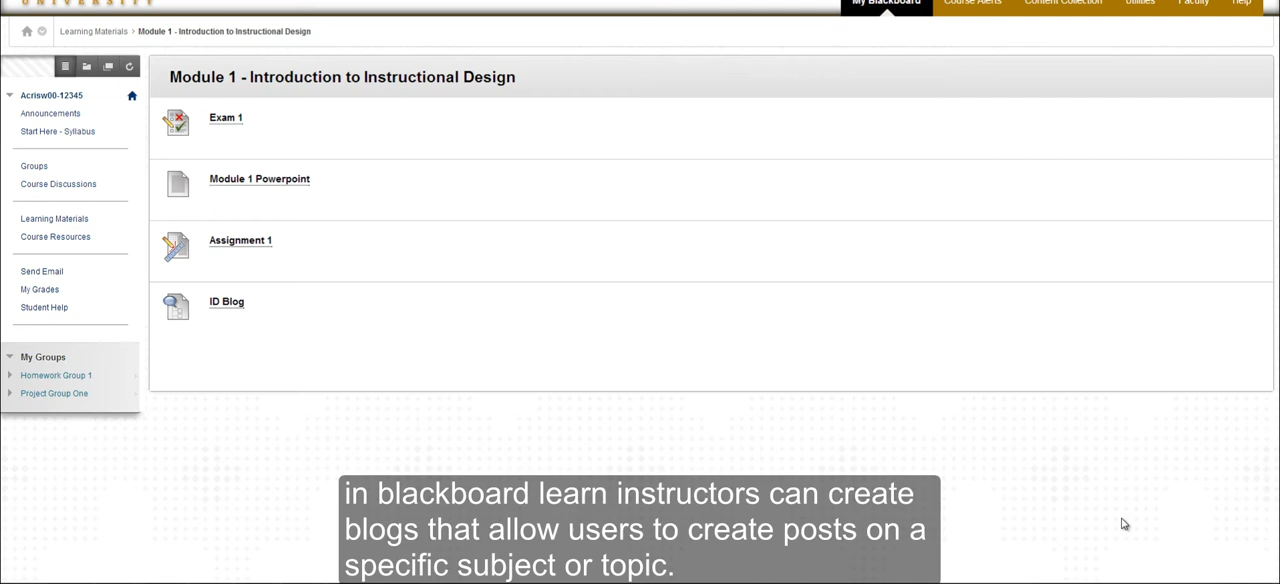 UNIVERSITY
My Blackboard Course Alerts Content Collection Utilities Faculty Help
Learning Materials > Module 1 - Introduction to Instructional Design
Module 1 - Introduction to Instructional Design
Acrisw00-12345
Announcements
Start Here - Syllabus
Groups
Course Discussions
Learning Materials
Course Resources
Send Email
My Grades
Student Help
My Groups
Homework Group 1
Project Group One
Exam 1
Module 1 Powerpoint
Assignment 1
ID Blog
in blackboard learn instructors can create
blogs that allow users to create posts on a
specific subject or topic.